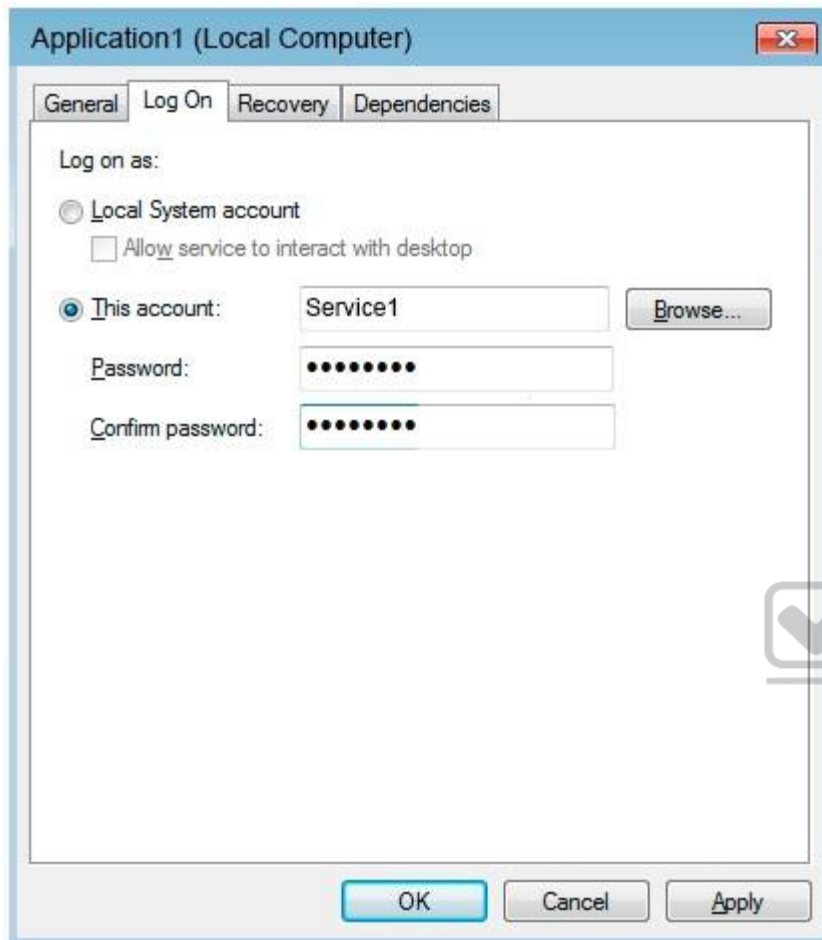 Application1 (Local Computer)
General Log On Recovery Dependencies
Log on as:
Local System account
Allow service to interact with desktop
This account: Service1 Browse...
Password: ●●●●●●●●
Confirm password: ●●●●●●●●
OK Cancel Apply